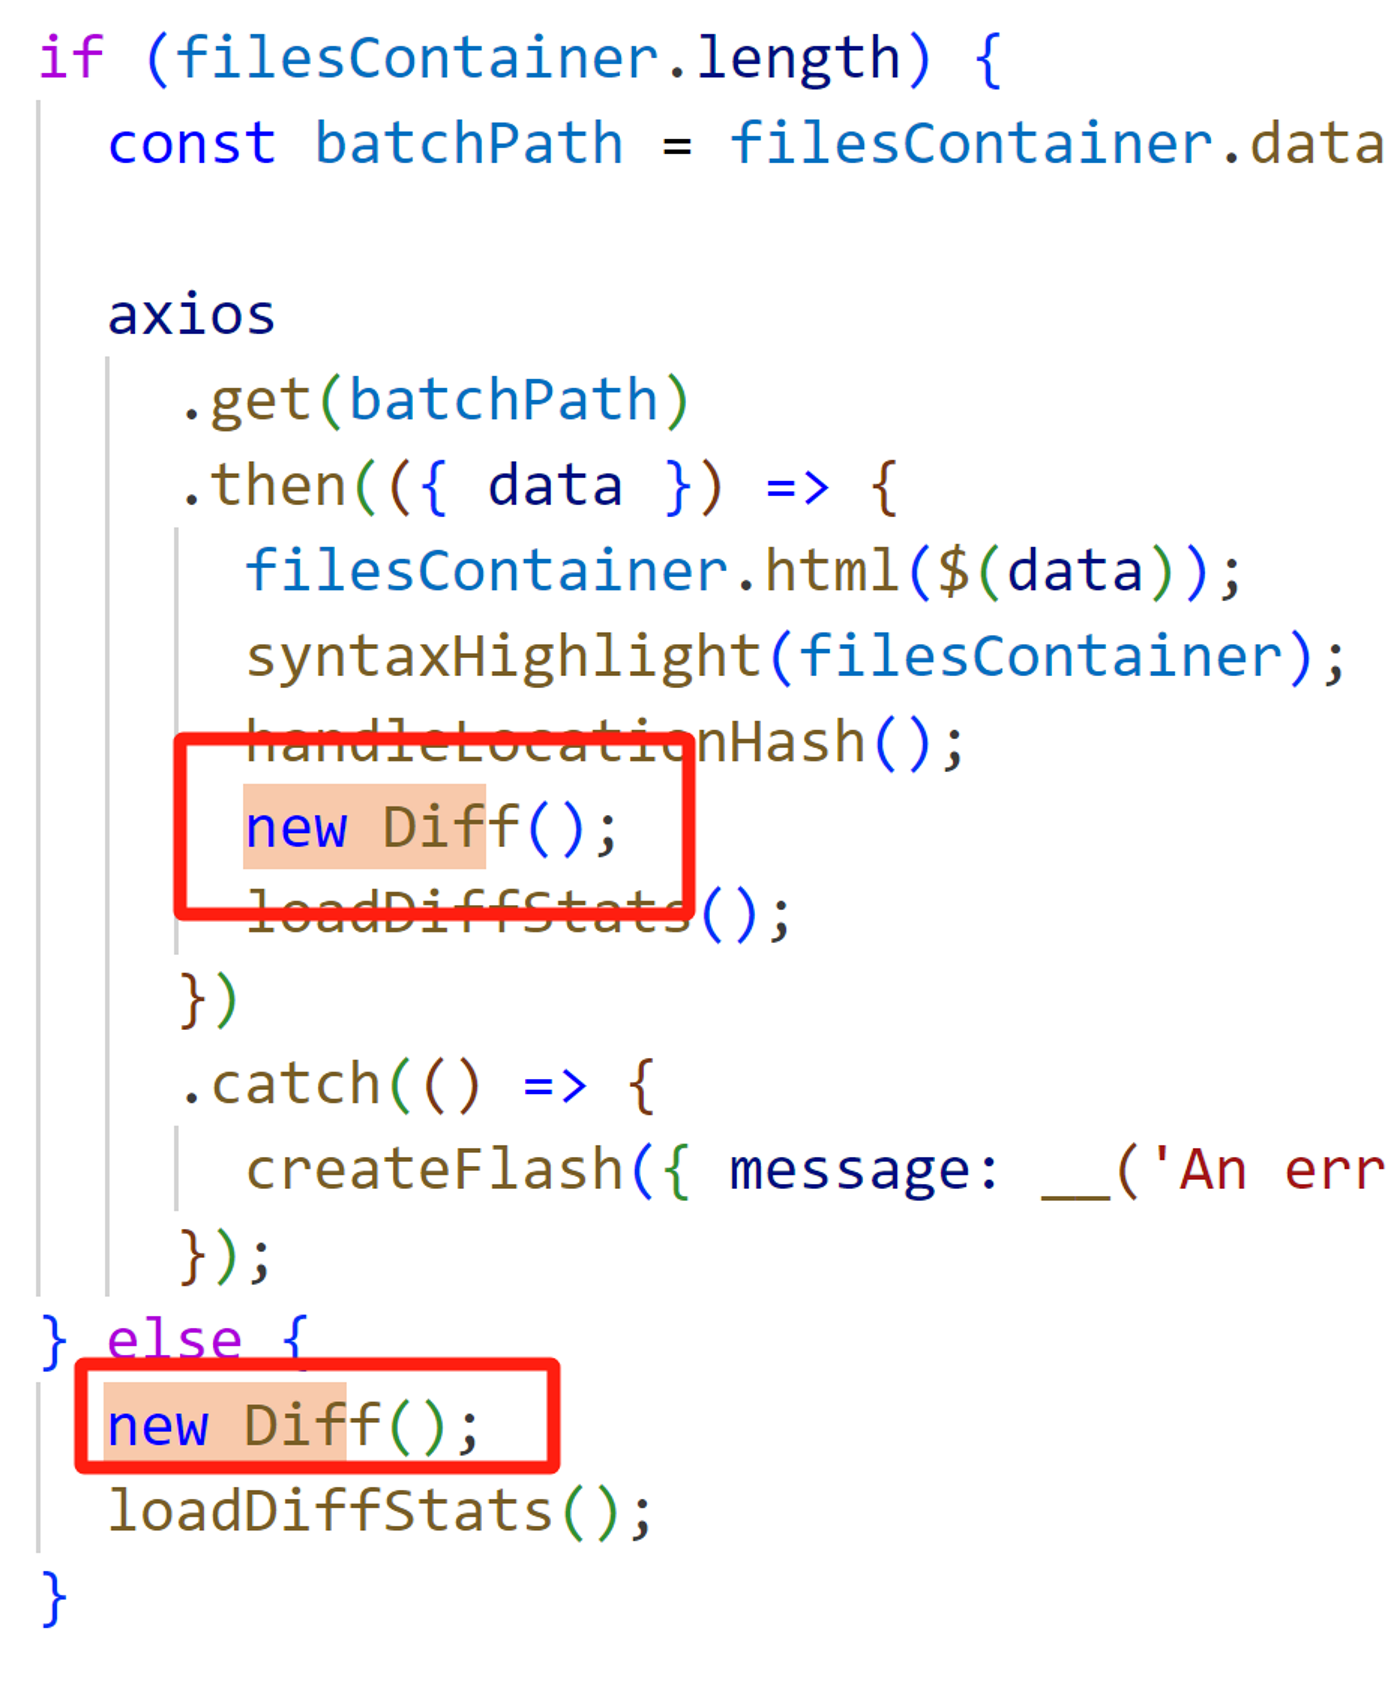 if (filesContainer.length) {
const batchPath = filesContainer.data
axios
.get(batchPath)
.then(({ data }) => {
filesContainer.html($(data));
syntaxHighlight(filesContainer);
handleLocationHash();
new Diff();
loadDiffStats();
})
.catch(() => {
createFlash({ message: __('An err
});
} else {
new Diff();
loadDiffStats();
}